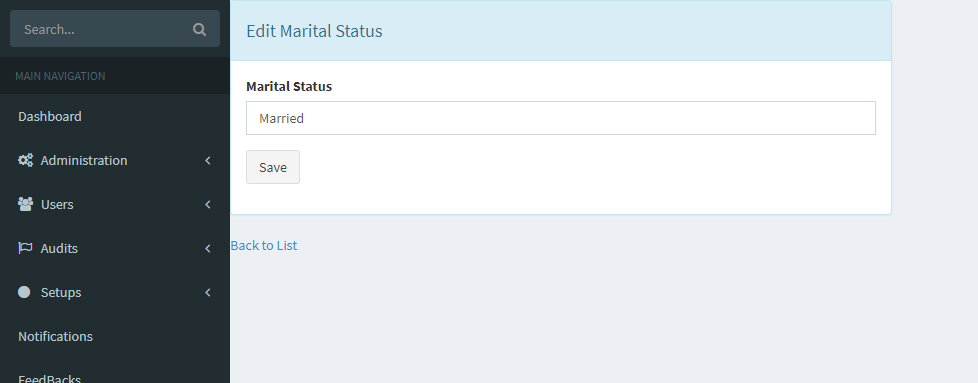 Search...
MAIN NAVIGATION
Dashboard
Administration
Users
Audits
Setups
Notifications
FeedBacks
Edit Marital Status
Marital Status
Married
Save
Back to List